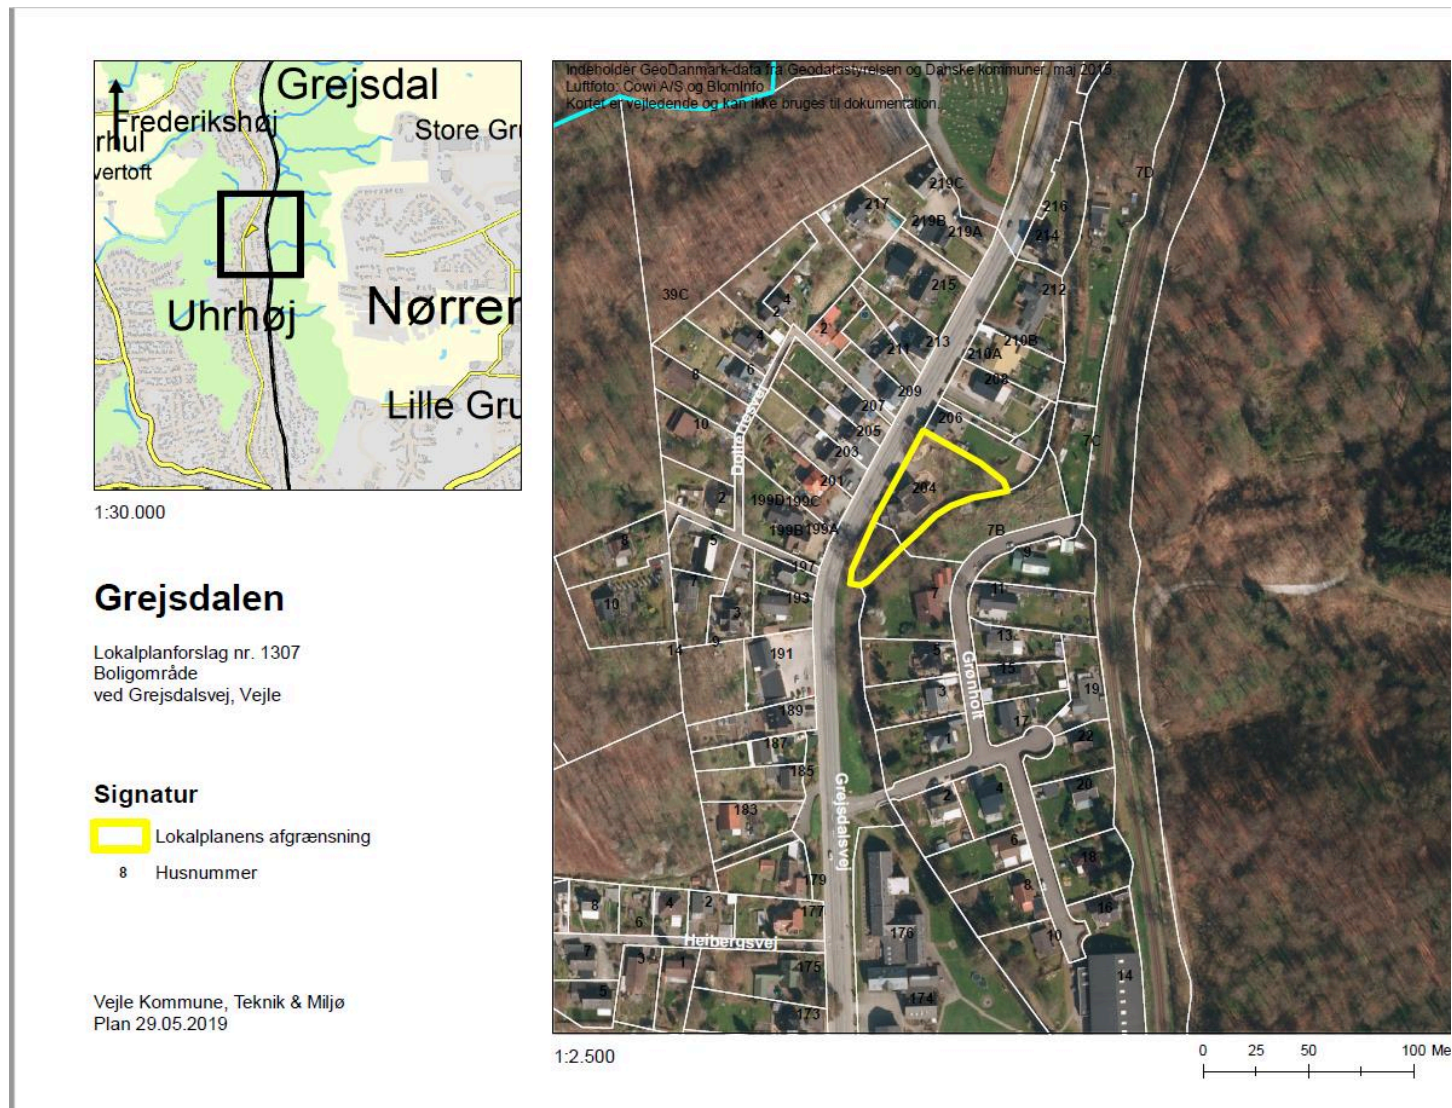 Grejsdal
Frederikshøj
Store Gr
rhul
vertoft
Uhrhøj
Nørrer
Lille Gru
1:30.000
Grejsdalen
Lokalplanforslag nr. 1307
Boligområde
ved Grejsdalsvej, Vejle
Signatur
Lokalplanens afgrænsning
8 Husnummer
Vejle Kommune, Teknik & Miljø
Plan 29.05.2019
Indeholder GeoDanmark-data fra Geodatastyrelsen og Danske kommuner, maj 2015
Luftfoto: Cowi A/S og BlomInfo
Kortet er vejledende og kan ikke bruges til dokumentation.
7D
219C
217
216
219B
219A
214
215
212
39C
4
2
2
4
213
210B
211
210A
6
8
208
209
207
206
10
205
7C
203
201
204
2
199D
199C
199B
199A
7B
8
5
9
197
7
7
11
10
193
3
13
9
14
5
15
191
3
19
189
17
187
1
22
185
20
2
4
183
6
18
179
8
8
4
2
177
16
6
176
10
7
3
1
175
14
5
174
173
Grønholt
Grejsdalsvej
Heibergsvej
1:2.500
0 25 50 100 Me